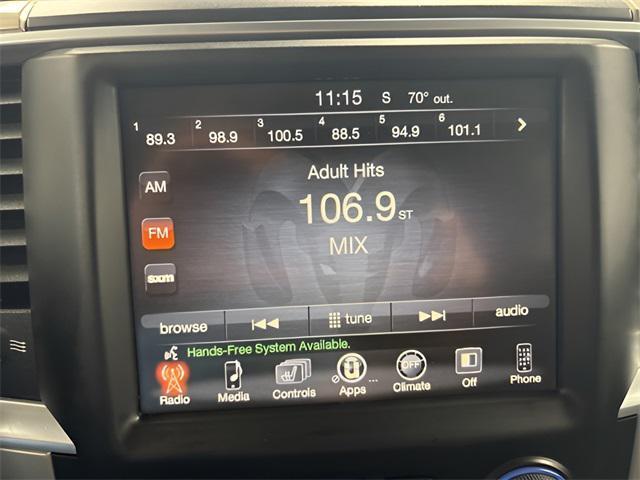 11:15 S 70° out.
1 89.3 2 98.9 3 100.5 4 88.5 5 94.9 6 101.1 >
Adult Hits
AM
106.9 ST
FM
MIX
SXM
browse tune audio
Hands-Free System Available.
Radio Media Controls Apps ... OFF Climate Off Phone